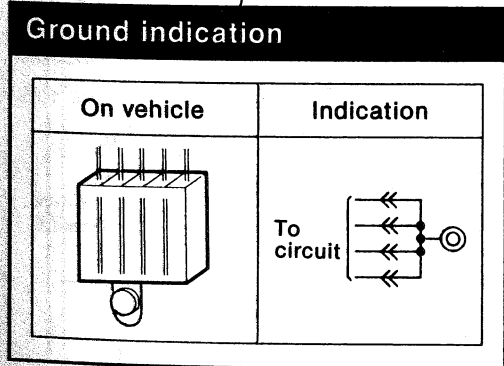 Ground indication
On vehicle
Indication
To
circuit